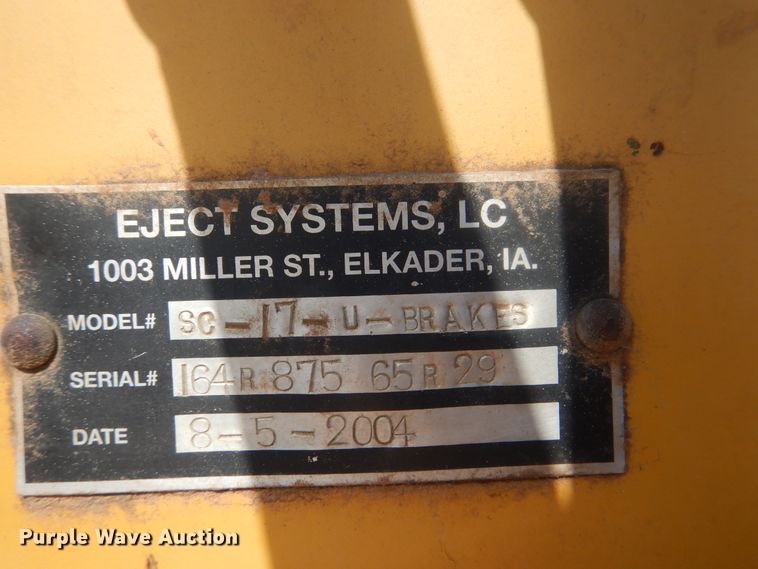 EJECT SYSTEMS, LC
1003 MILLER ST., ELKADER, IA.
MODEL# SC-17-U-BRAKES
SERIAL# 164R 875 65R 29
DATE 8-5-2004
Purple Wave Auction